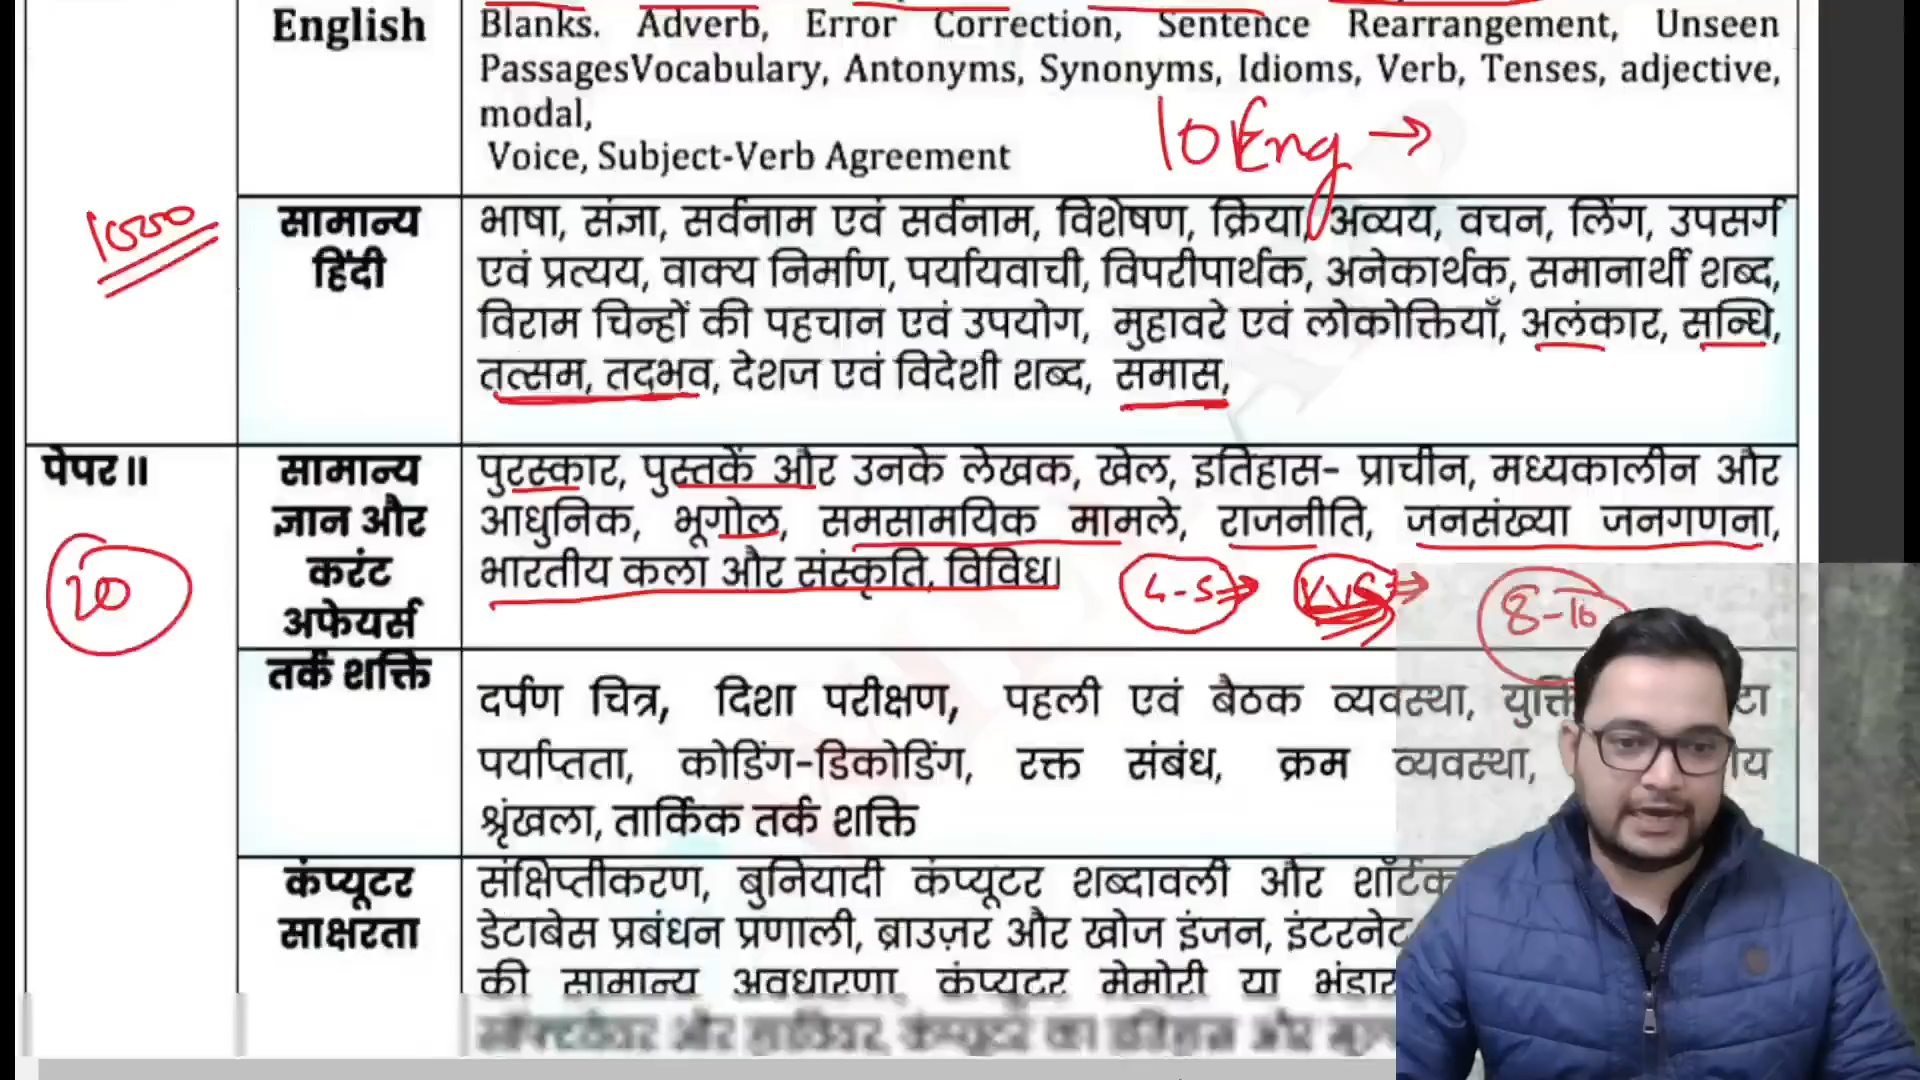 English
Blanks. Adverb, Error Correction, Sentence Rearrangement, Unseen
PassagesVocabulary, Antonyms, Synonyms, Idioms, Verb, Tenses, adjective,
modal,
Voice, Subject-Verb Agreement
10 Eng →
1000
सामान्य
हिंदी
भाषा, संज्ञा, सर्वनाम एवं सर्वनाम, विशेषण, क्रिया, अव्यय, वचन, लिंग, उपसर्ग
एवं प्रत्यय, वाक्य निर्माण, पर्यायवाची, विपरीपार्थक, अनेकार्थक, समानार्थी शब्द,
विराम चिन्हों की पहचान एवं उपयोग, मुहावरे एवं लोकोक्तियाँ, अलंकार, सन्धि,
तत्सम, तदभव, देशज एवं विदेशी शब्द, समास,
पेपर॥
20
सामान्य
ज्ञान और
करंट
अफेयर्स
पुरस्कार, पुस्तकें और उनके लेखक, खेल, इतिहास- प्राचीन, मध्यकालीन और
आधुनिक, भूगोल, समसामयिक मामले, राजनीति, जनसंख्या जनगणना,
भारतीय कला और संस्कृति, विविध।
4-5 → KVS → 8-10
तर्क शक्ति
दर्पण चित्र, दिशा परीक्षण, पहली एवं बैठक व्यवस्था,
पर्याप्तता, कोडिंग-डिकोडिंग, रक्त संबंध, क्रम व्यवस्था,
श्रृंखला, तार्किक तर्क शक्ति
कंप्यूटर
साक्षरता
संक्षिप्तीकरण, बुनियादी कंप्यूटर शब्दावली और
डेटाबेस प्रबंधन प्रणाली, ब्राउज़र और खोज इंजन, इंटरनेट
की सामान्य अवधारणा, कंप्यूटर मेमोरी या भंडार